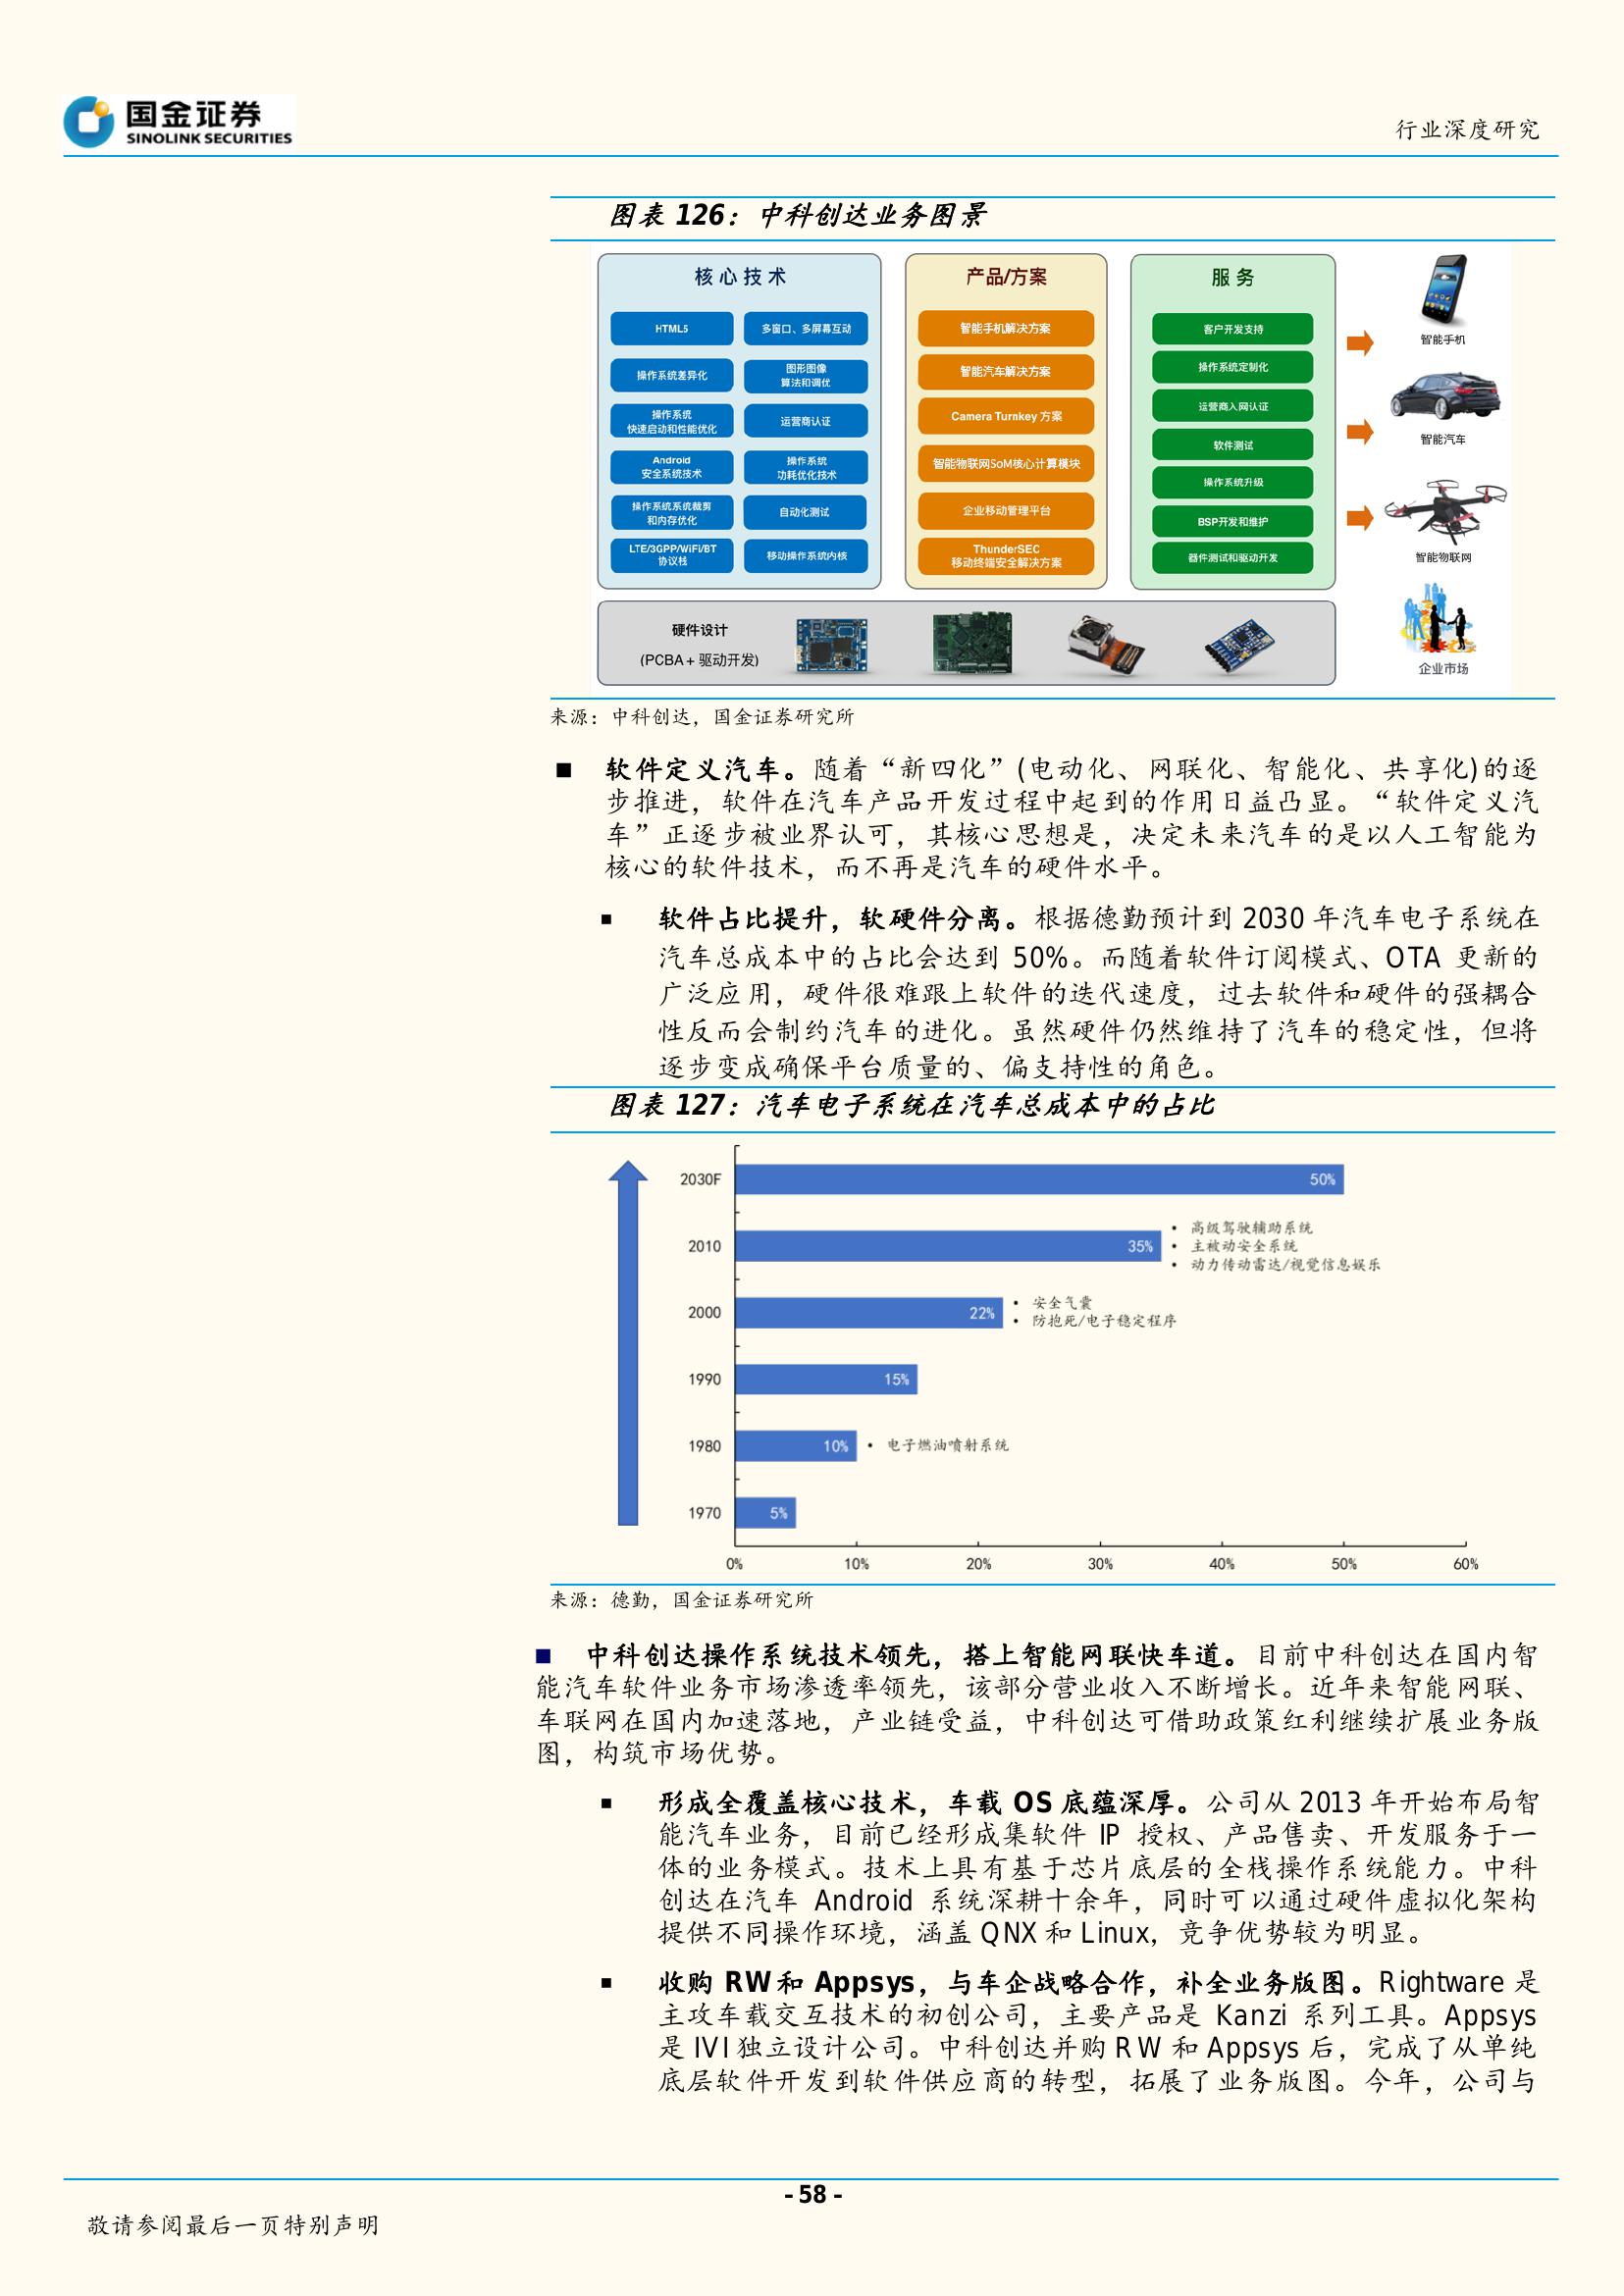 国金证券
SINOLINK SECURITIES
行业深度研究
图表 126：中科创达业务图景
核心技术
HTML5
多窗口、多屏幕互动
操作系统差异化
图形图像
算法和调优
操作系统
快速启动和性能优化
运营商认证
Android
安全系统技术
操作系统
功耗优化技术
操作系统系统裁剪
和内存优化
自动化测试
LTE/3GPP/WiFi/BT
协议栈
移动操作系统内核
产品/方案
智能手机解决方案
智能汽车解决方案
Camera Turnkey 方案
智能物联网SoM核心计算模块
企业移动管理平台
ThunderSEC
移动终端安全解决方案
服务
客户开发支持
操作系统定制化
运营商入网认证
软件测试
操作系统升级
BSP开发和维护
器件测试和驱动开发
智能手机
智能汽车
智能物联网
企业市场
硬件设计
(PCBA + 驱动开发)
来源：中科创达，国金证券研究所
■ 软件定义汽车。随着“新四化”(电动化、网联化、智能化、共享化)的逐
步推进，软件在汽车产品开发过程中起到的作用日益凸显。“软件定义汽
车”正逐步被业界认可，其核心思想是，决定未来汽车的是以人工智能为
核心的软件技术，而不再是汽车的硬件水平。
▪ 软件占比提升，软硬件分离。根据德勤预计到 2030 年汽车电子系统在
汽车总成本中的占比会达到 50%。而随着软件订阅模式、OTA 更新的
广泛应用，硬件很难跟上软件的迭代速度，过去软件和硬件的强耦合
性反而会制约汽车的进化。虽然硬件仍然维持了汽车的稳定性，但将
逐步变成确保平台质量的、偏支持性的角色。
图表 127：汽车电子系统在汽车总成本中的占比
2030F 50%
2010 35%
• 高级驾驶辅助系统
• 主被动安全系统
• 动力传动雷达/视觉信息娱乐
2000 22%
• 安全气囊
• 防抱死/电子稳定程序
1990 15%
1980 10% • 电子燃油喷射系统
1970 5%
0% 10% 20% 30% 40% 50% 60%
来源：德勤，国金证券研究所
■ 中科创达操作系统技术领先，搭上智能网联快车道。目前中科创达在国内智
能汽车软件业务市场渗透率领先，该部分营业收入不断增长。近年来智能网联、
车联网在国内加速落地，产业链受益，中科创达可借助政策红利继续扩展业务版
图，构筑市场优势。
▪ 形成全覆盖核心技术，车载 OS 底蕴深厚。公司从 2013 年开始布局智
能汽车业务，目前已经形成集软件 IP 授权、产品售卖、开发服务于一
体的业务模式。技术上具有基于芯片底层的全栈操作系统能力。中科
创达在汽车 Android 系统深耕十余年，同时可以通过硬件虚拟化架构
提供不同操作环境，涵盖 QNX 和 Linux，竞争优势较为明显。
▪ 收购 RW 和 Appsys，与车企战略合作，补全业务版图。Rightware 是
主攻车载交互技术的初创公司，主要产品是 Kanzi 系列工具。Appsys
是 IVI 独立设计公司。中科创达并购 RW 和 Appsys 后，完成了从单纯
底层软件开发到软件供应商的转型，拓展了业务版图。今年，公司与
- 58 -
敬请参阅最后一页特别声明